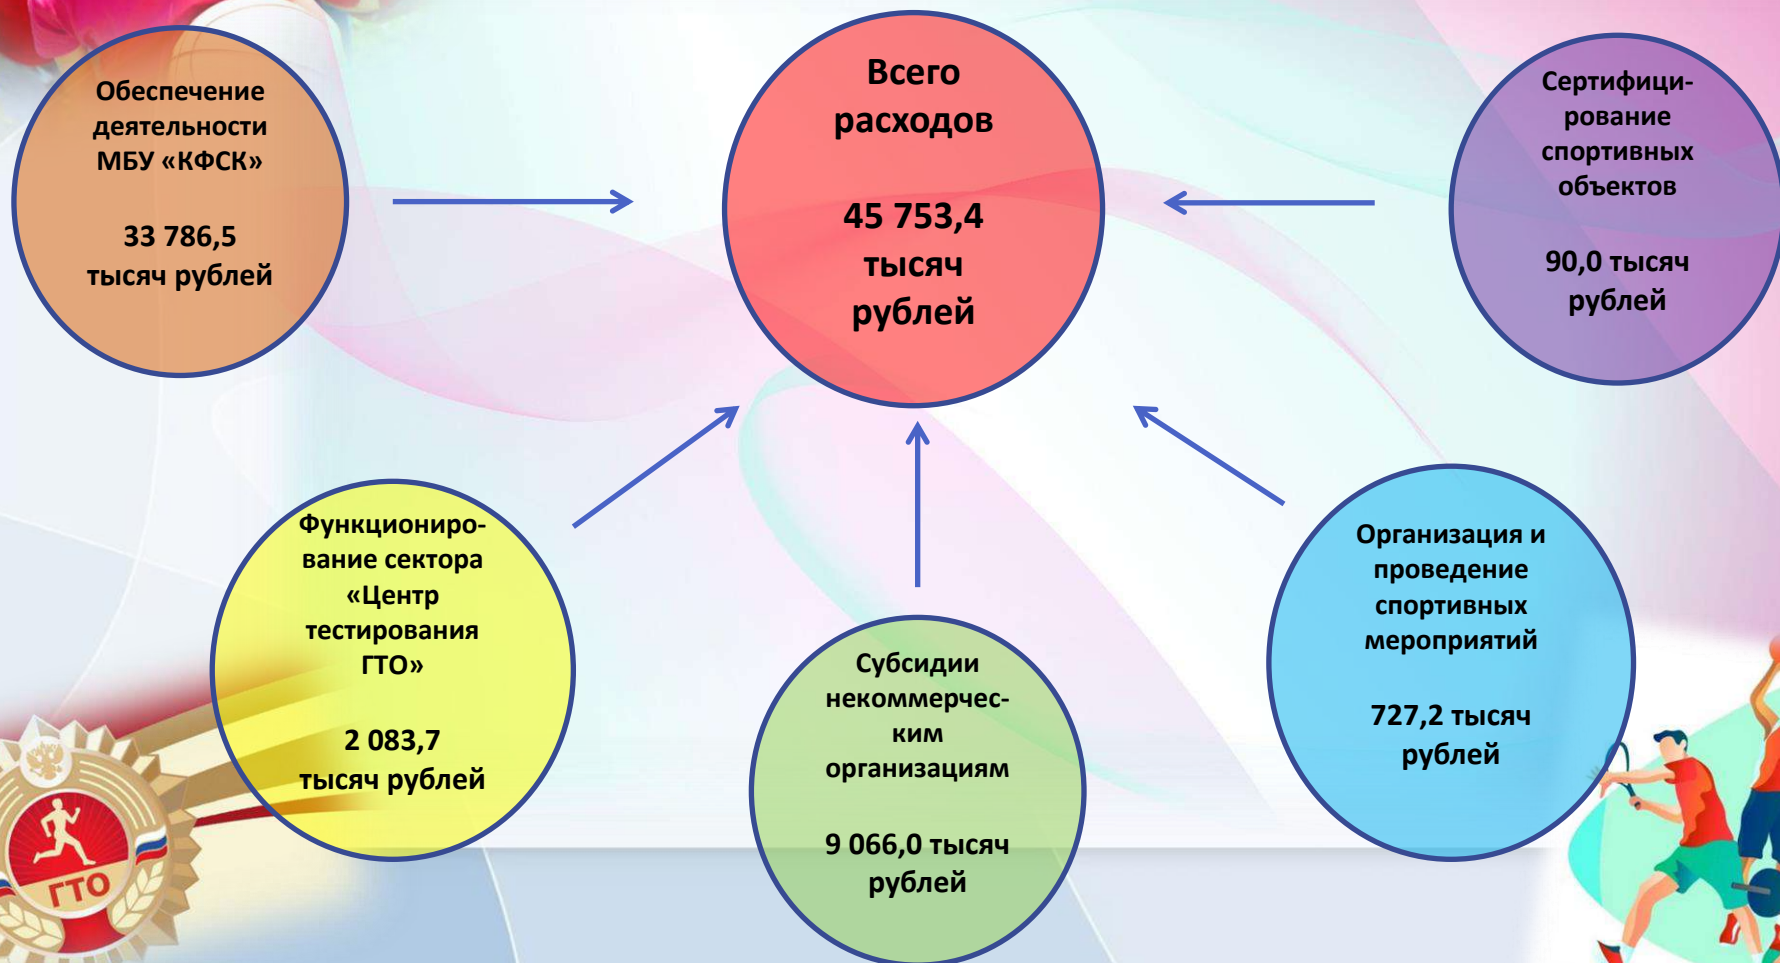 Обеспечение
деятельности
МБУ «КФСК»
33 786,5
тысяч рублей
Всего
расходов
45 753,4
тысяч
рублей
Сертифици-
рование
спортивных
объектов
90,0 тысяч
рублей
Функциониро-
вание сектора
«Центр
тестирования
ГТО»
2 083,7
тысяч рублей
Субсидии
некоммерчес-
ким
организациям
9 066,0 тысяч
рублей
Организация и
проведение
спортивных
мероприятий
727,2 тысяч
рублей
ГТО